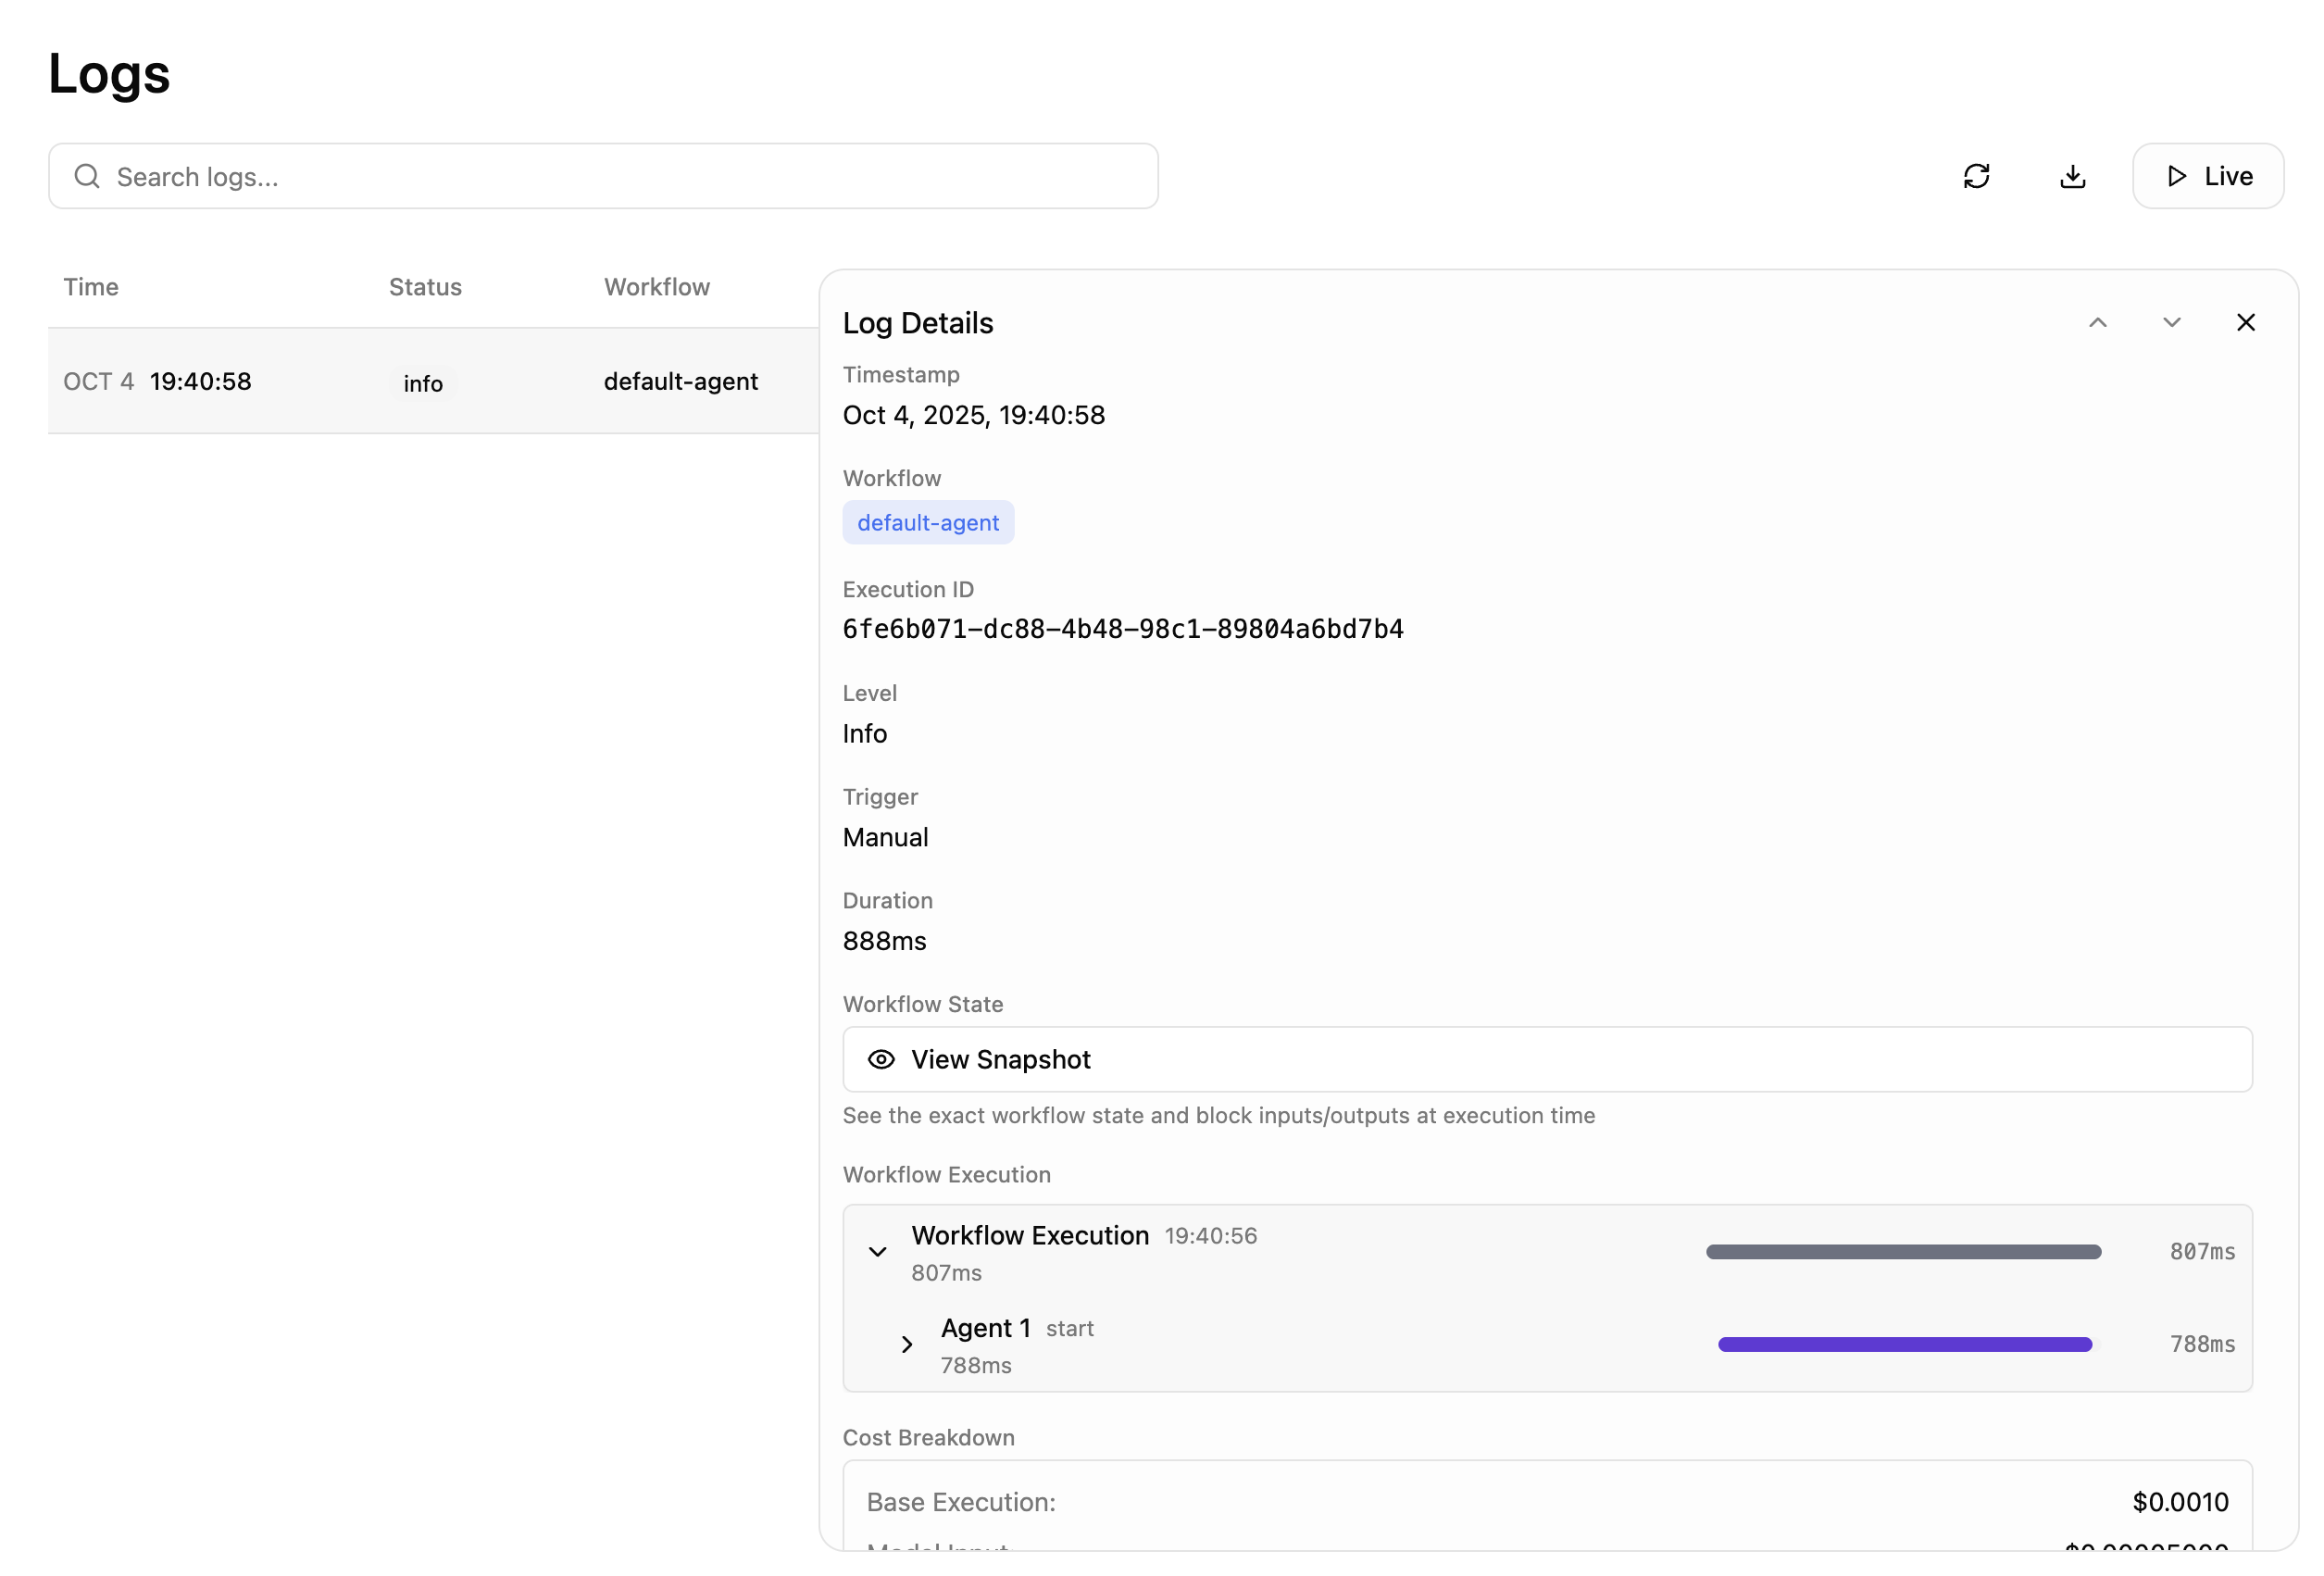 Logs
Search logs...
Live
Time Status Workflow
OCT 4 19:40:58 info default-agent
Log Details
Timestamp
Oct 4, 2025, 19:40:58
Workflow
default-agent
Execution ID
6fe6b071-dc88-4b48-98c1-89804a6bd7b4
Level
Info
Trigger
Manual
Duration
888ms
Workflow State
View Snapshot
See the exact workflow state and block inputs/outputs at execution time
Workflow Execution
Workflow Execution 19:40:56
807ms
807ms
Agent 1 start
788ms
788ms
Cost Breakdown
Base Execution: $0.0010
Model Input: